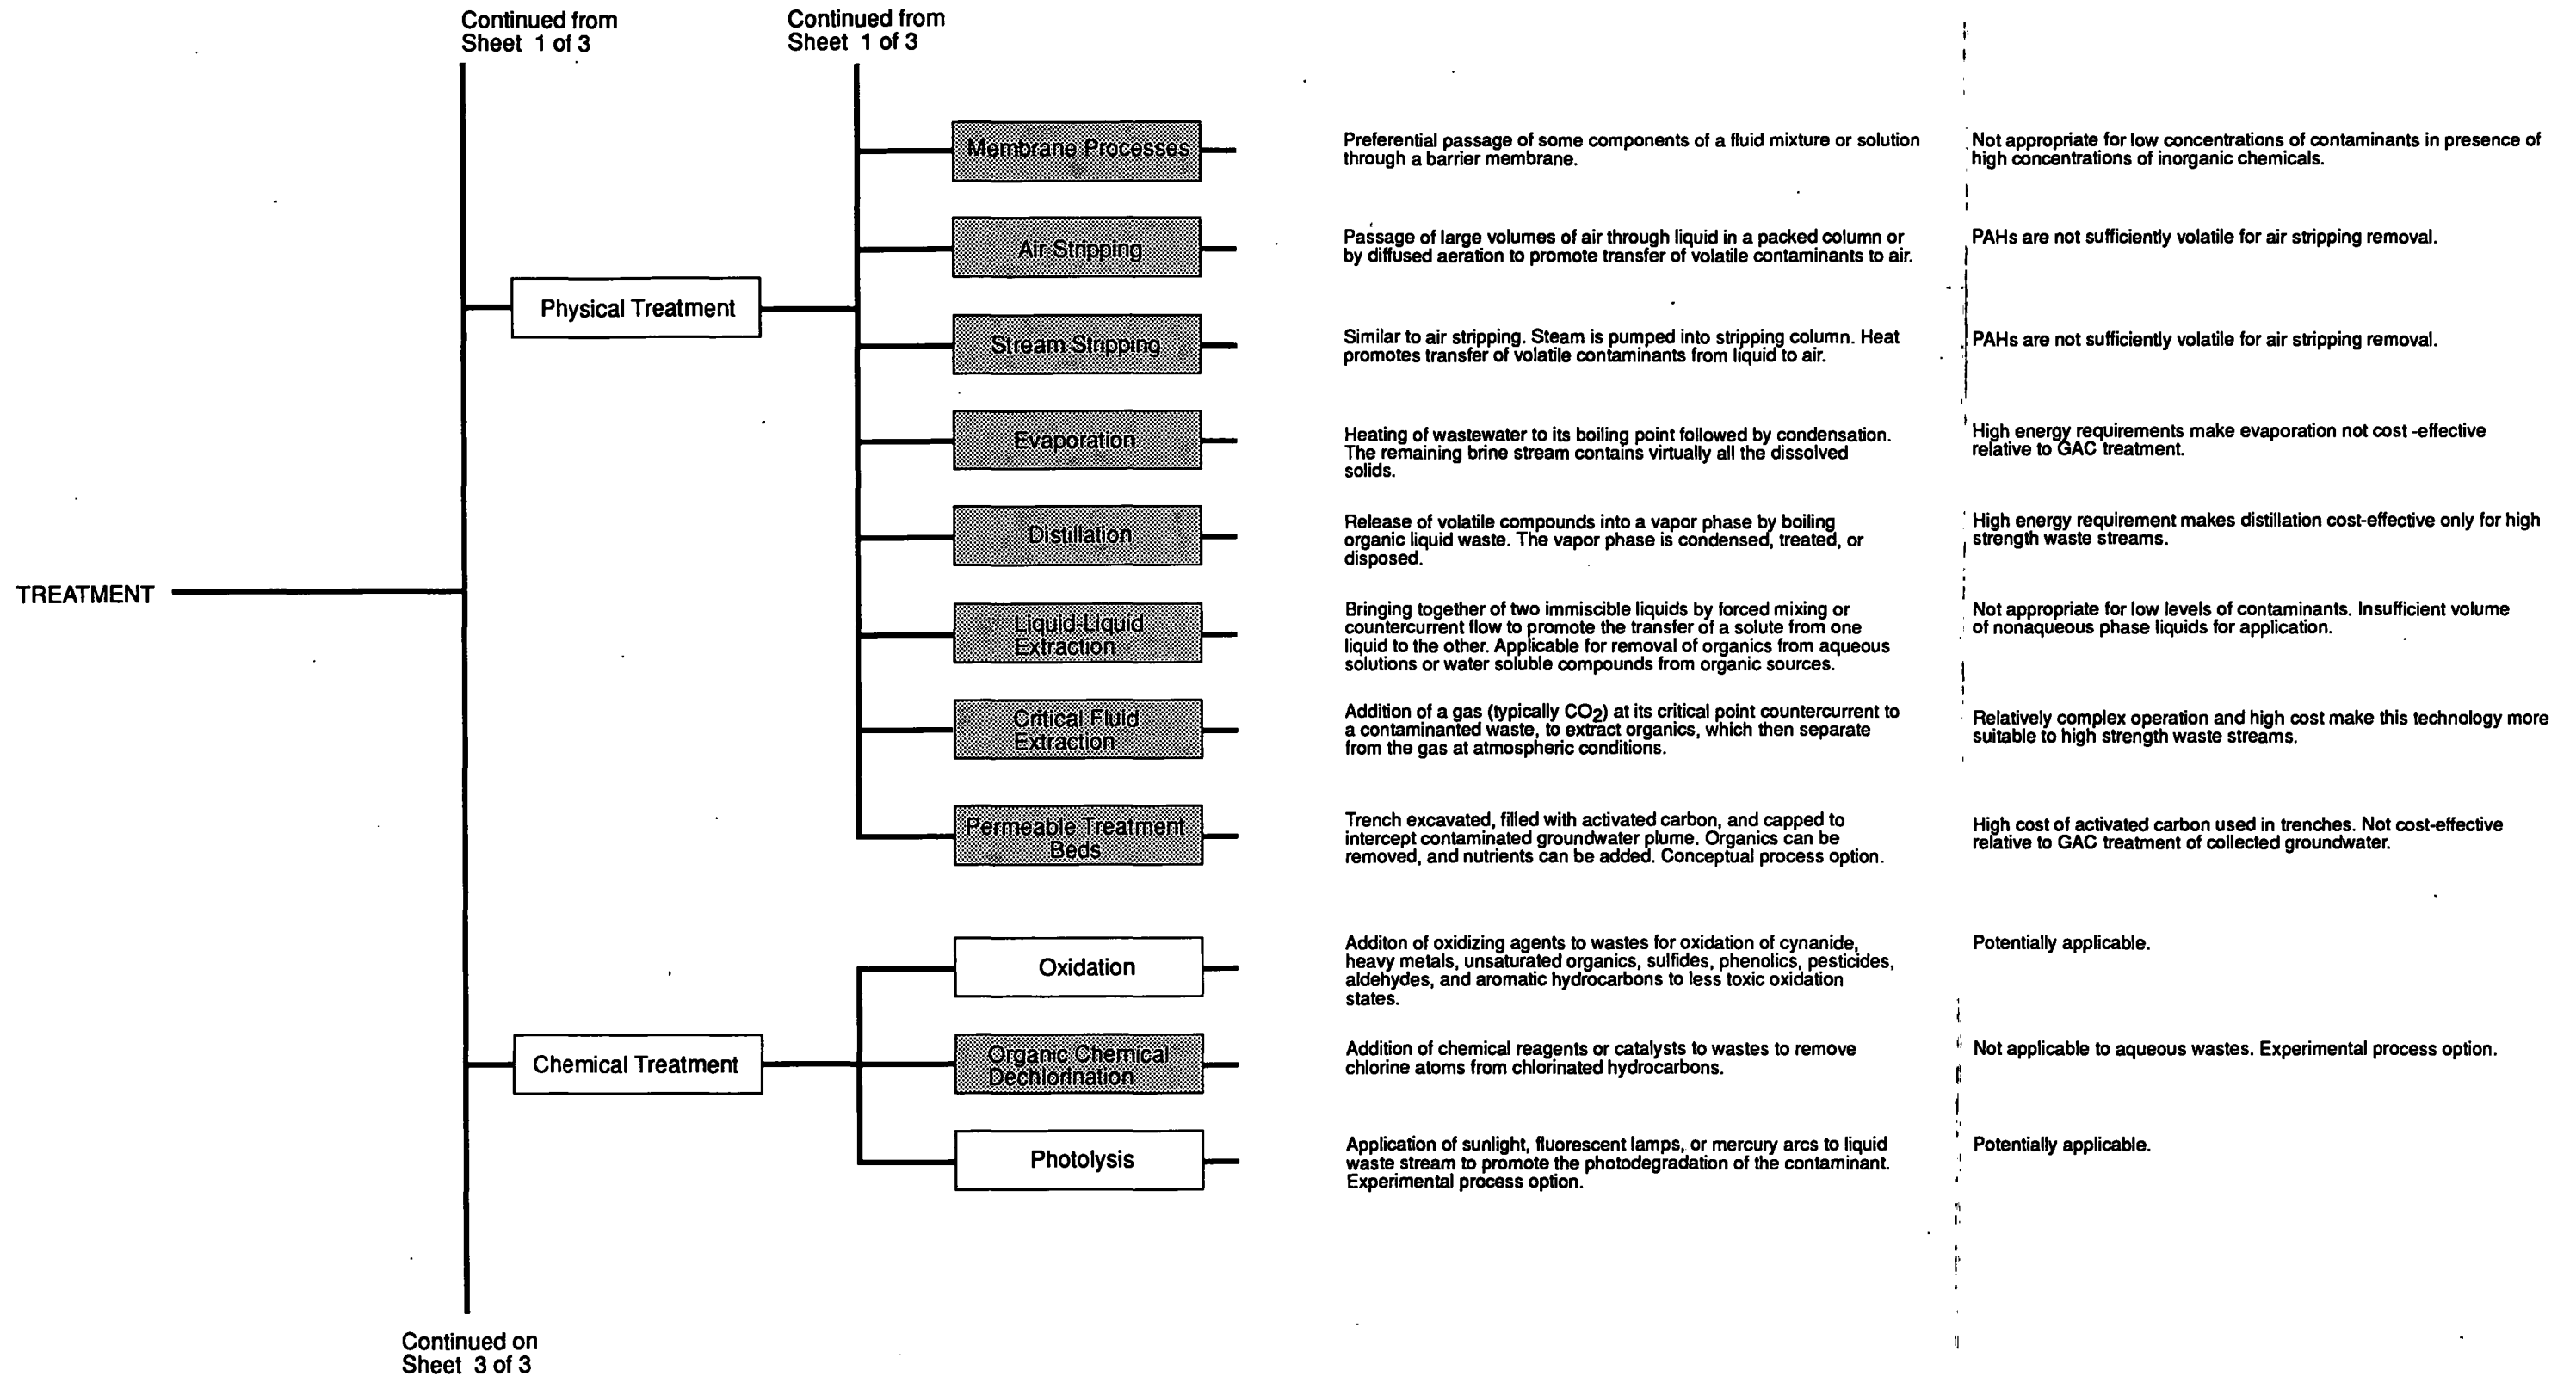 Continued from
Sheet 1 of 3
Continued from
Sheet 1 of 3
Membrane Processes
Preferential passage of some components of a fluid mixture or solution
through a barrier membrane.
Not appropriate for low concentrations of contaminants in presence of
high concentrations of inorganic chemicals.
Air Stripping
Passage of large volumes of air through liquid in a packed column or
by diffused aeration to promote transfer of volatile contaminants to air.
PAHs are not sufficiently volatile for air stripping removal.
Physical Treatment
Stream Stripping
Similar to air stripping. Steam is pumped into stripping column. Heat
promotes transfer of volatile contaminants from liquid to air.
PAHs are not sufficiently volatile for air stripping removal.
Evaporation
Heating of wastewater to its boiling point followed by condensation.
The remaining brine stream contains virtually all the dissolved
solids.
High energy requirements make evaporation not cost -effective
relative to GAC treatment.
Distillation
Release of volatile compounds into a vapor phase by boiling
organic liquid waste. The vapor phase is condensed, treated, or
disposed.
High energy requirement makes distillation cost-effective only for high
strength waste streams.
TREATMENT
Liquid-Liquid
Extraction
Bringing together of two immiscible liquids by forced mixing or
countercurrent flow to promote the transfer of a solute from one
liquid to the other. Applicable for removal of organics from aqueous
solutions or water soluble compounds from organic sources.
Not appropriate for low levels of contaminants. Insufficient volume
of nonaqueous phase liquids for application.
Critical Fluid
Extraction
Addition of a gas (typically CO2) at its critical point countercurrent to
a contaminanted waste, to extract organics, which then separate
from the gas at atmospheric conditions.
Relatively complex operation and high cost make this technology more
suitable to high strength waste streams.
Permeable Treatment
Beds
Trench excavated, filled with activated carbon, and capped to
intercept contaminated groundwater plume. Organics can be
removed, and nutrients can be added. Conceptual process option.
High cost of activated carbon used in trenches. Not cost-effective
relative to GAC treatment of collected groundwater.
Oxidation
Additon of oxidizing agents to wastes for oxidation of cynanide,
heavy metals, unsaturated organics, sulfides, phenolics, pesticides,
aldehydes, and aromatic hydrocarbons to less toxic oxidation
states.
Potentially applicable.
Chemical Treatment
Organic Chemical
Dechlorination
Addition of chemical reagents or catalysts to wastes to remove
chlorine atoms from chlorinated hydrocarbons.
Not applicable to aqueous wastes. Experimental process option.
Photolysis
Application of sunlight, fluorescent lamps, or mercury arcs to liquid
waste stream to promote the photodegradation of the contaminant.
Experimental process option.
Potentially applicable.
Continued on
Sheet 3 of 3